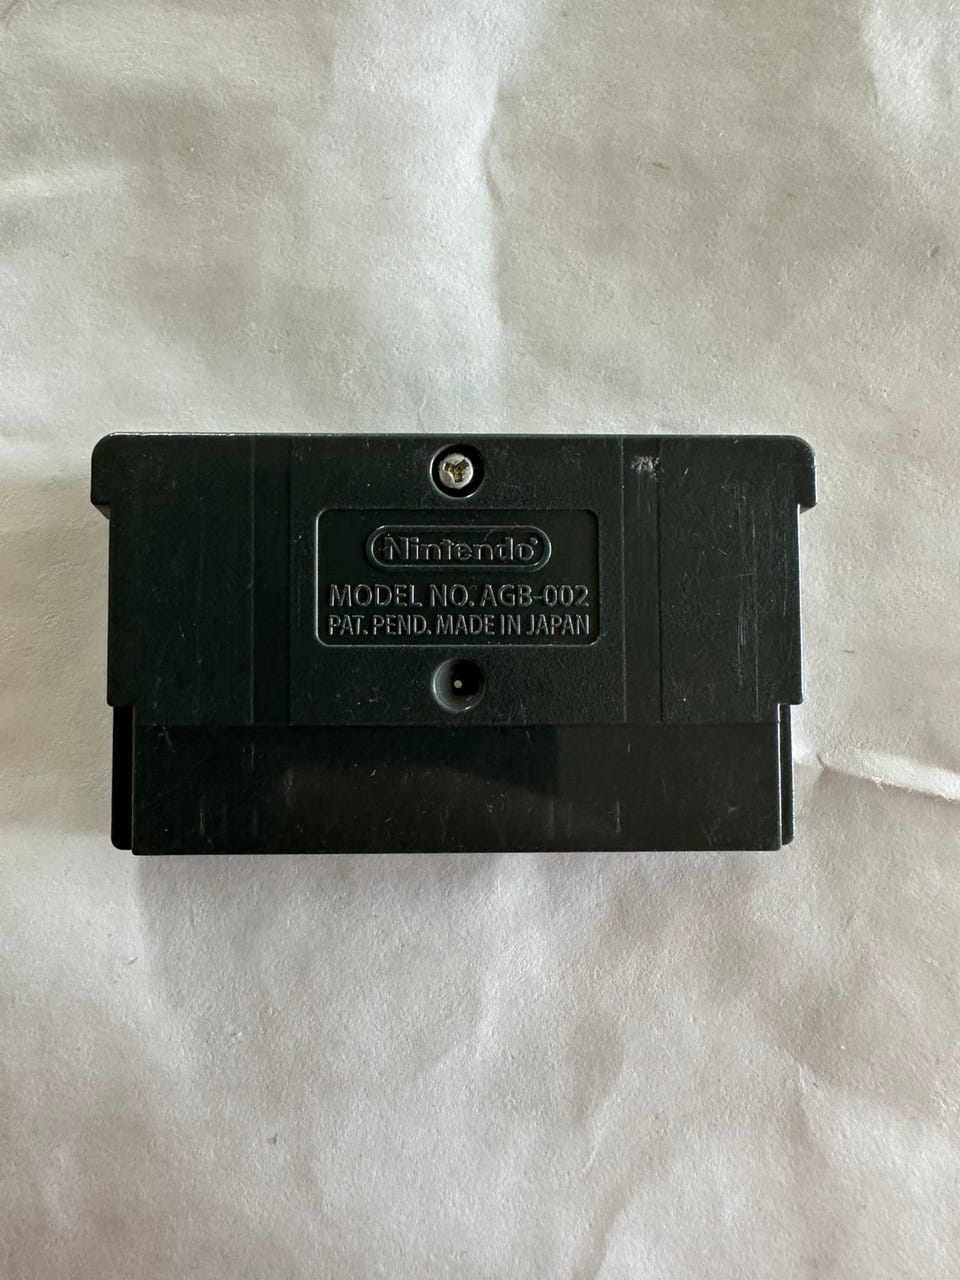 Nintendo®
MODEL NO. AGB-002
PAT. PEND. MADE IN JAPAN